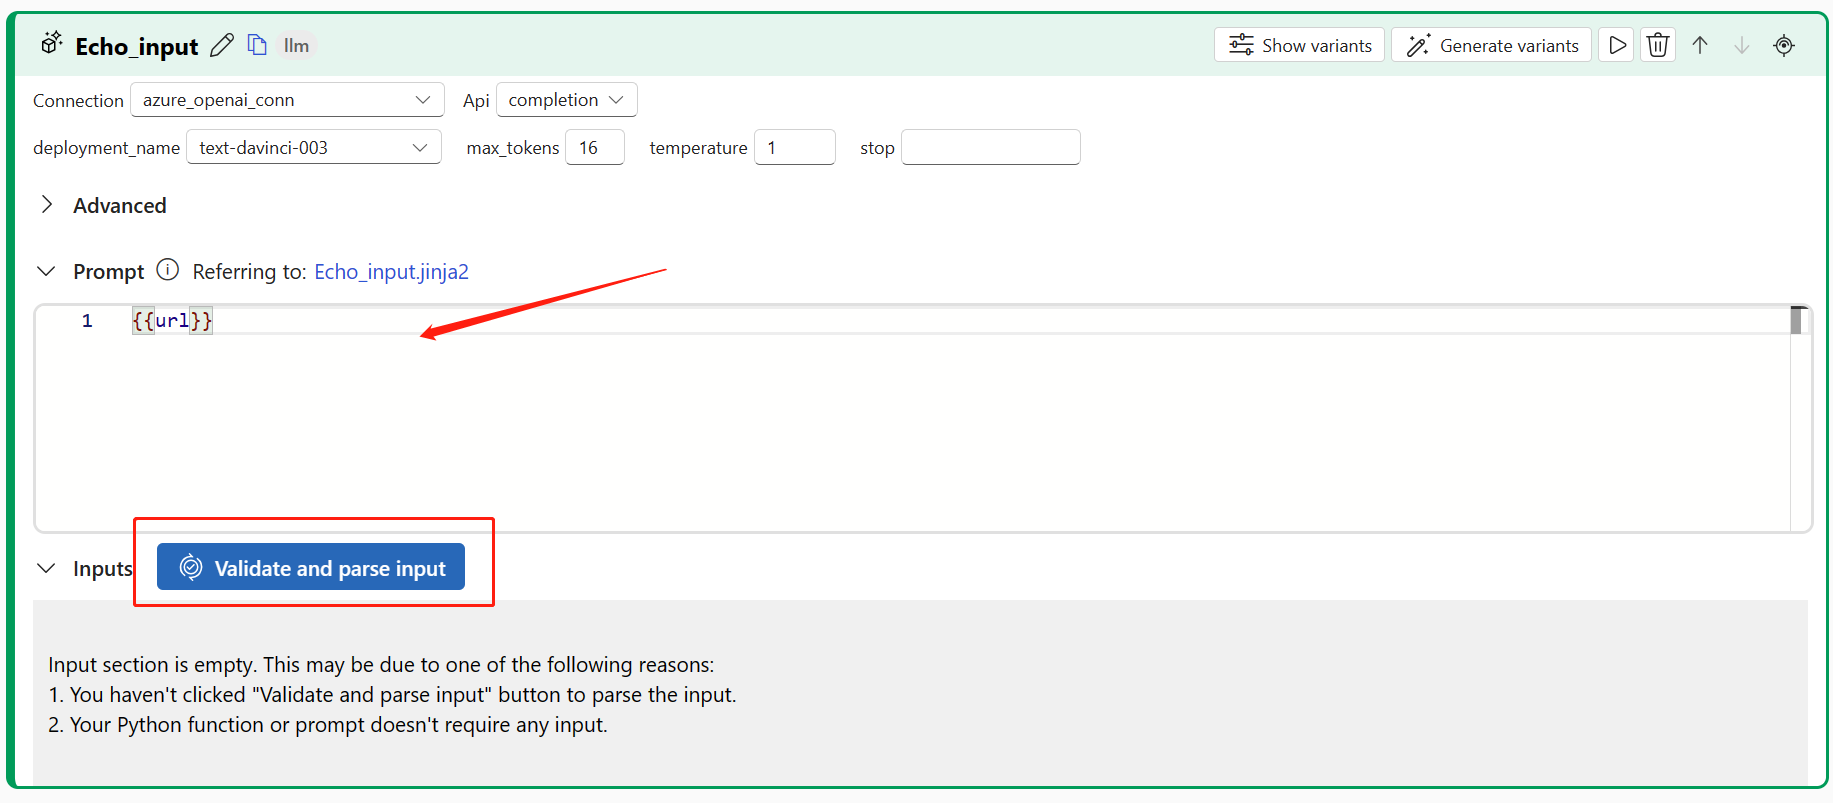 Echo_input llm Show variants Generate variants
Connection azure_openai_conn Api completion
deployment_name text-davinci-003 max_tokens 16 temperature 1 stop
Advanced
Prompt Referring to: Echo_input.jinja2
1 {{url}}
Inputs Validate and parse input
Input section is empty. This may be due to one of the following reasons:
1. You haven't clicked "Validate and parse input" button to parse the input.
2. Your Python function or prompt doesn't require any input.